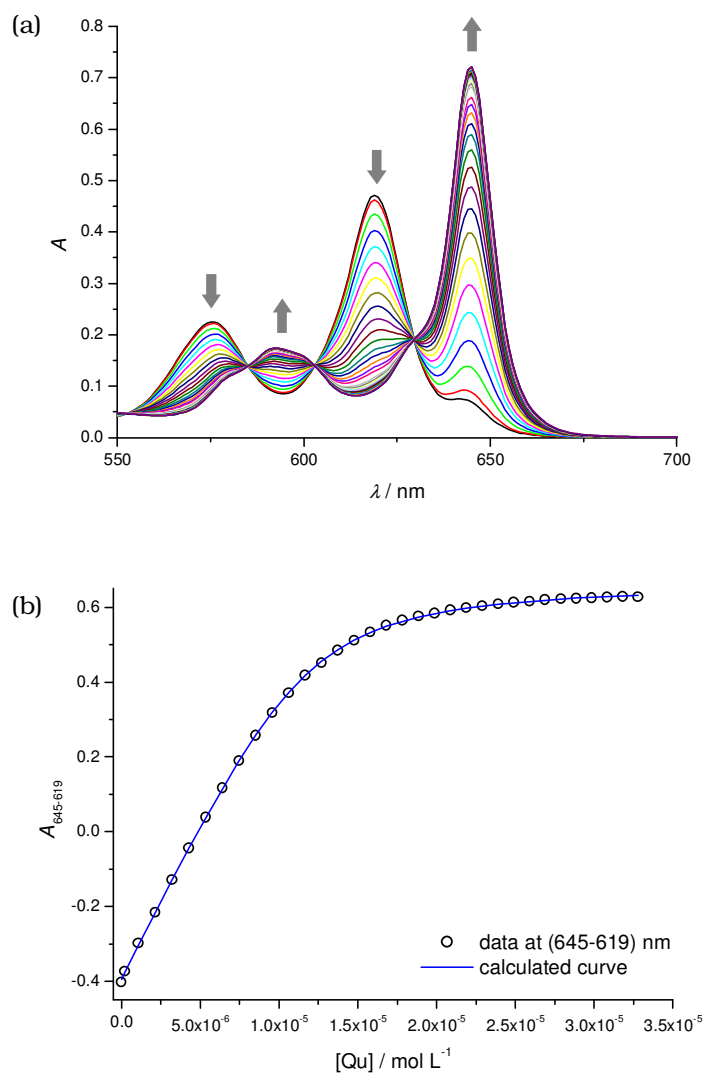 (a)
0.8
0.7
0.6
0.5
0.4
0.3
0.2
0.1
0.0
A
550
600
650
700
λ / nm
(b)
0.6
0.4
0.2
0.0
-0.2
-0.4
A645-619
data at (645-619) nm
calculated curve
0.0
5.0x10⁻⁶
1.0x10⁻⁵
1.5x10⁻⁵
2.0x10⁻⁵
2.5x10⁻⁵
3.0x10⁻⁵
3.5x10⁻⁵
[Qu] / mol L⁻¹